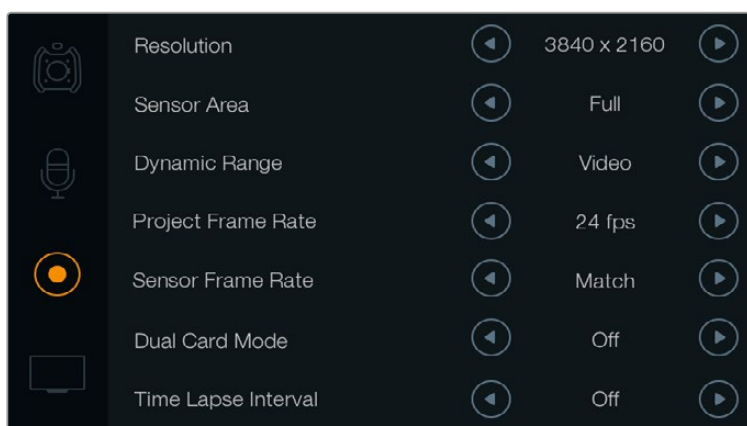 Resolution 3840 x 2160
Sensor Area Full
Dynamic Range Video
Project Frame Rate 24 fps
Sensor Frame Rate Match
Dual Card Mode Off
Time Lapse Interval Off